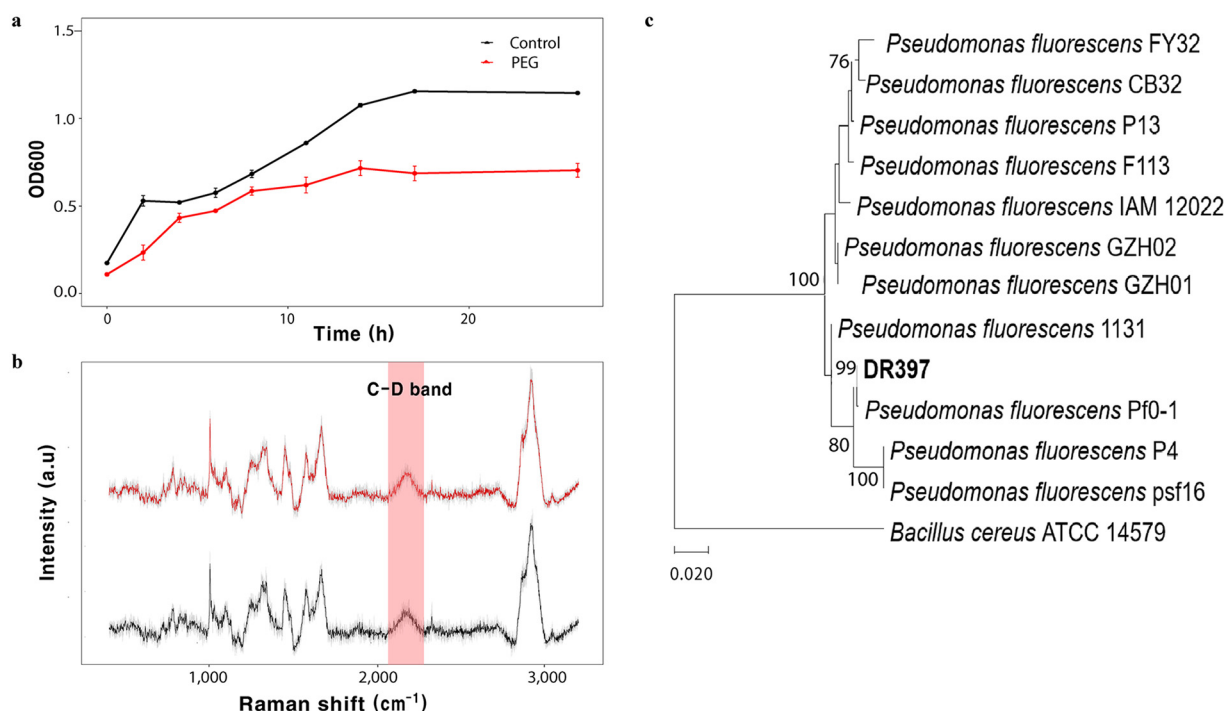 a
1.5
Control
PEG
1.0
OD600
0.5
0.0
0
10
20
Time (h)
b
C-D band
Intensity (a.u)
1,000
2,000
3,000
Raman shift (cm⁻¹)
c
Pseudomonas fluorescens FY32
76
Pseudomonas fluorescens CB32
Pseudomonas fluorescens P13
Pseudomonas fluorescens F113
Pseudomonas fluorescens IAM 12022
Pseudomonas fluorescens GZH02
100
Pseudomonas fluorescens GZH01
Pseudomonas fluorescens 1131
99
DR397
Pseudomonas fluorescens Pf0-1
80
Pseudomonas fluorescens P4
100
Pseudomonas fluorescens psf16
Bacillus cereus ATCC 14579
0.020